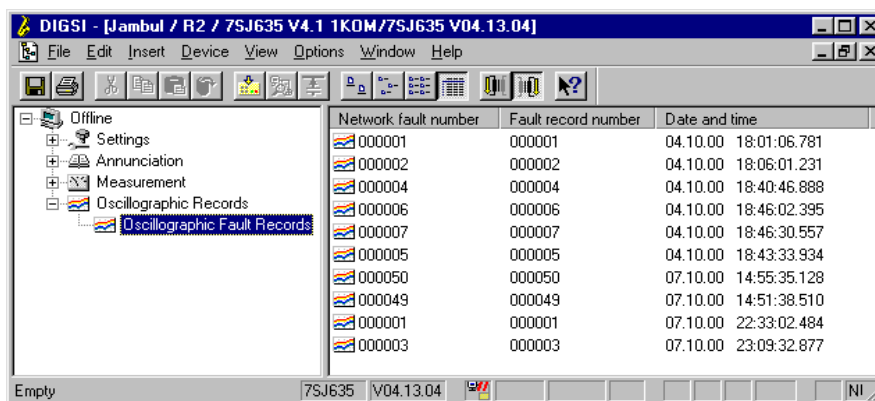 DIGSI - [Jambul / R2 / 7SJ635 V4.1 1KOM/7SJ635 V04.13.04]
File Edit Insert Device View Options Window Help
Offline
Settings
Annunciation
Measurement
Oscillographic Records
Oscillographic Fault Records
Network fault number Fault record number Date and time
000001 000001 04.10.00 18:01:06.781
000002 000002 04.10.00 18:06:01.231
000004 000004 04.10.00 18:40:46.888
000006 000006 04.10.00 18:46:02.395
000007 000007 04.10.00 18:46:30.557
000005 000005 04.10.00 18:43:33.934
000050 000050 07.10.00 14:55:35.128
000049 000049 07.10.00 14:51:38.510
000001 000001 07.10.00 22:33:02.484
000003 000003 07.10.00 23:09:32.877
Empty 7SJ635 V04.13.04 NI